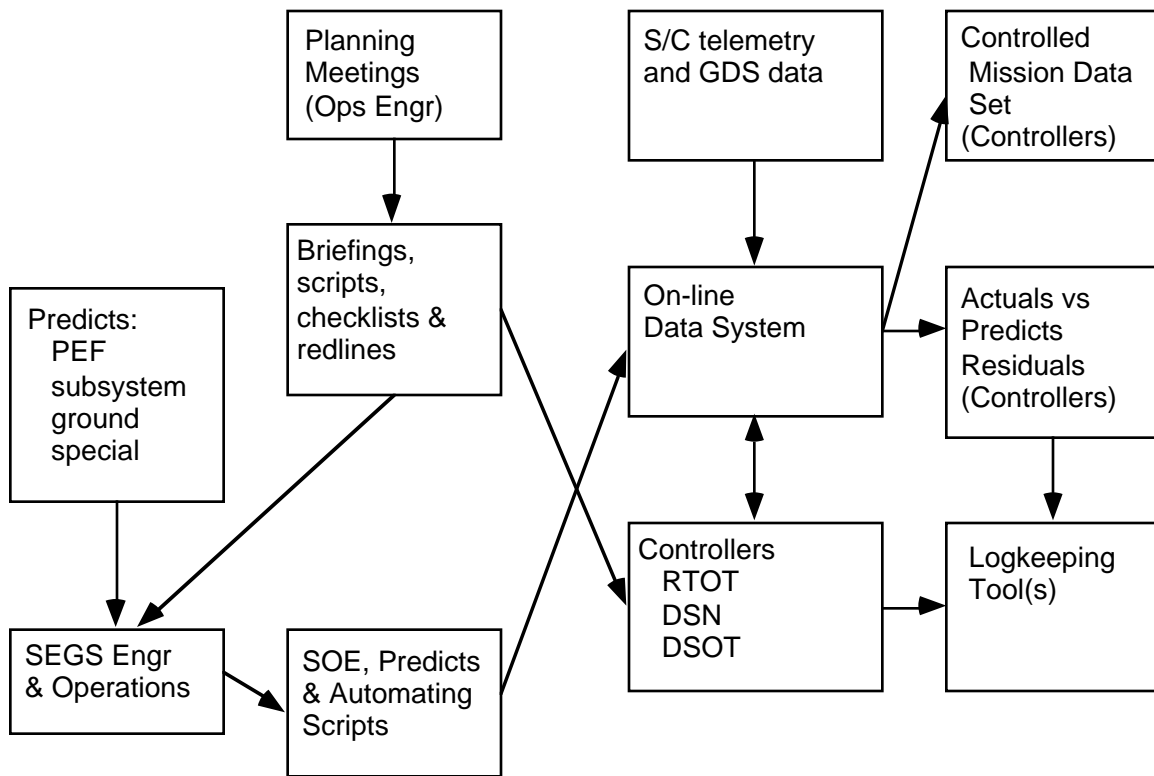 Planning
Meetings
(Ops Engr)
S/C telemetry
and GDS data
Controlled
Mission Data
Set
(Controllers)
Briefings,
scripts,
checklists &
redlines
Predicts:
PEF
subsystem
ground
special
On-line
Data System
Actuals vs
Predicts
Residuals
(Controllers)
SEGS Engr
& Operations
SOE, Predicts
& Automating
Scripts
Controllers
RTOT
DSN
DSOT
Logkeeping
Tool(s)